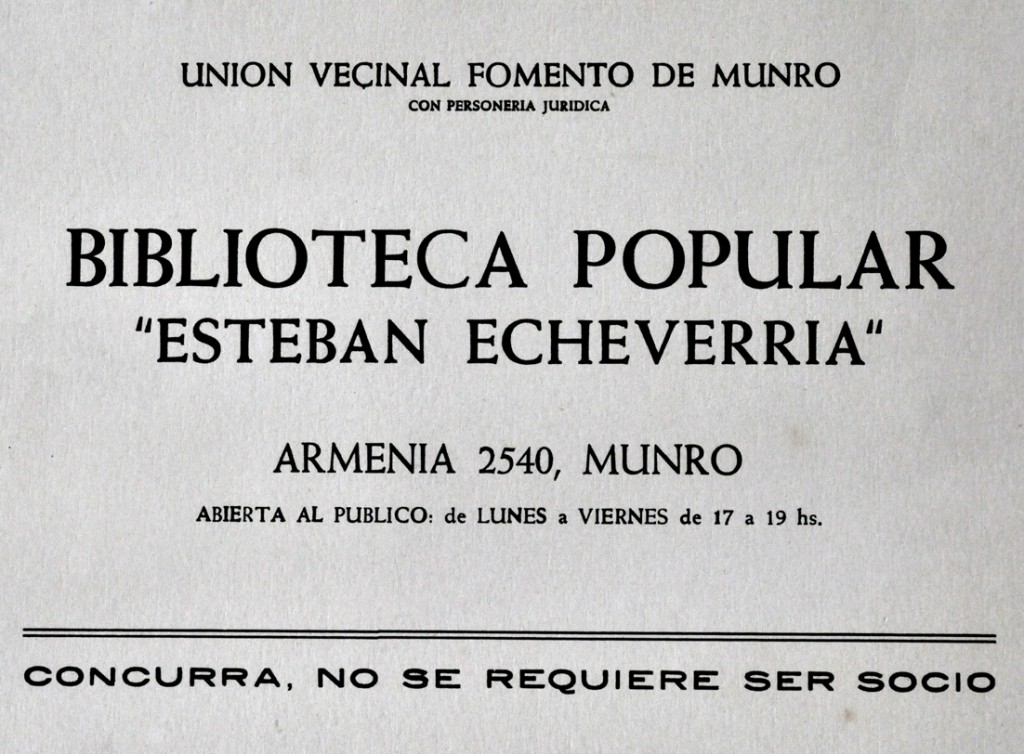 UNION VECINAL FOMENTO DE MUNRO
CON PERSONERIA JURIDICA
BIBLIOTECA POPULAR
"ESTEBAN ECHEVERRIA"
ARMENIA 2540, MUNRO
ABIERTA AL PUBLICO: de LUNES a VIERNES de 17 a 19 hs.
CONCURRA, NO SE REQUIERE SER SOCIO